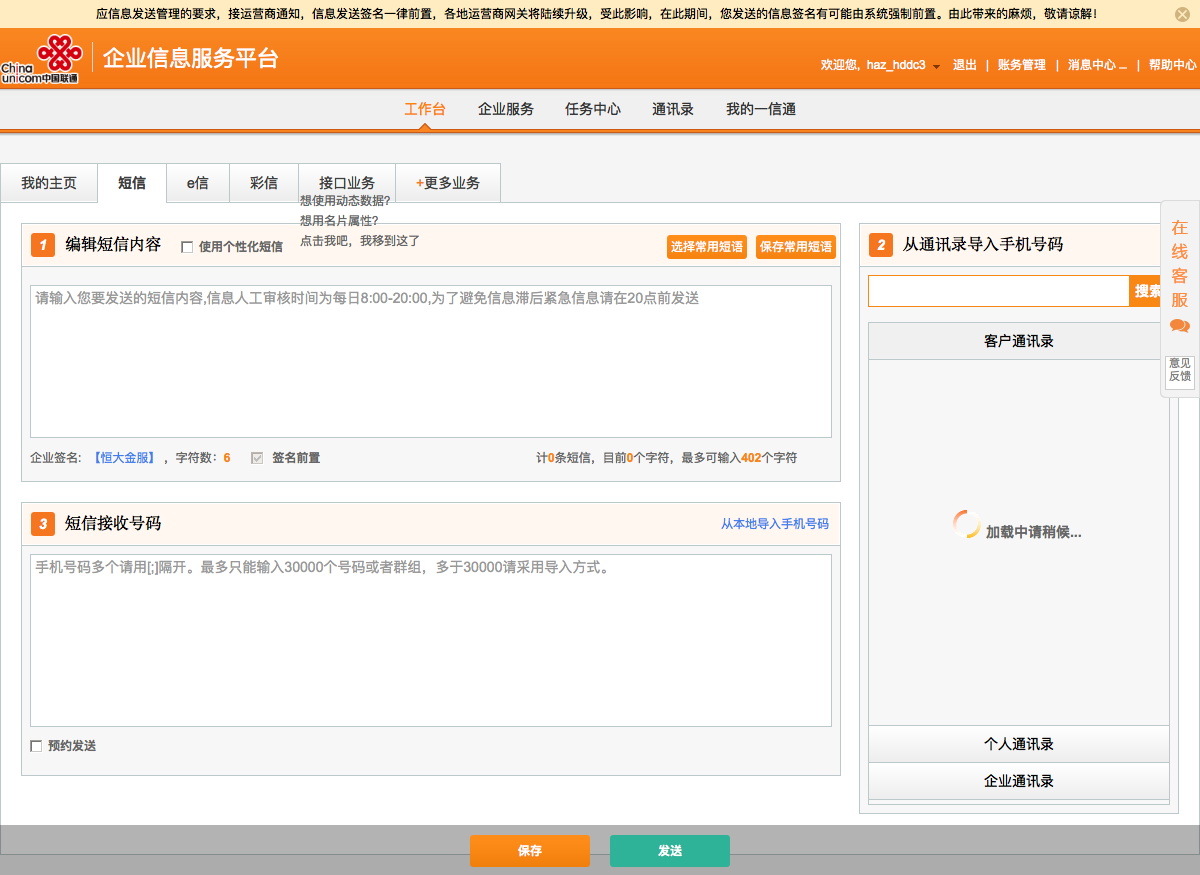 应信息发送管理的要求，接运营商通知，信息发送签名一律前置，各地运营商网关将陆续升级，受此影响，在此期间，您发送的信息签名有可能由系统强制前置。由此带来的麻烦，敬请谅解！
China unicom中国联通
企业信息服务平台
欢迎您, haz_hddc3 退出 | 账务管理 | 消息中心 ... | 帮助中心
工作台 企业服务 任务中心 通讯录 我的一信通
我的主页 短信 e信 彩信 接口业务 +更多业务
想使用动态数据?
想用名片属性?
点击我吧，我移到这了
1 编辑短信内容 使用个性化短信 选择常用短语 保存常用短语
请输入您要发送的短信内容,信息人工审核时间为每日8:00-20:00,为了避免信息滞后紧急信息请在20点前发送
企业签名: 【恒大金服】 ，字符数: 6 签名前置 计0条短信，目前0个字符，最多可输入402个字符
3 短信接收号码 从本地导入手机号码
手机号码多个请用[;]隔开。最多只能输入30000个号码或者群组，多于30000请采用导入方式。
预约发送
2 从通讯录导入手机号码
搜索
客户通讯录
加载中请稍候...
个人通讯录
企业通讯录
在线客服
意见
反馈
保存 发送